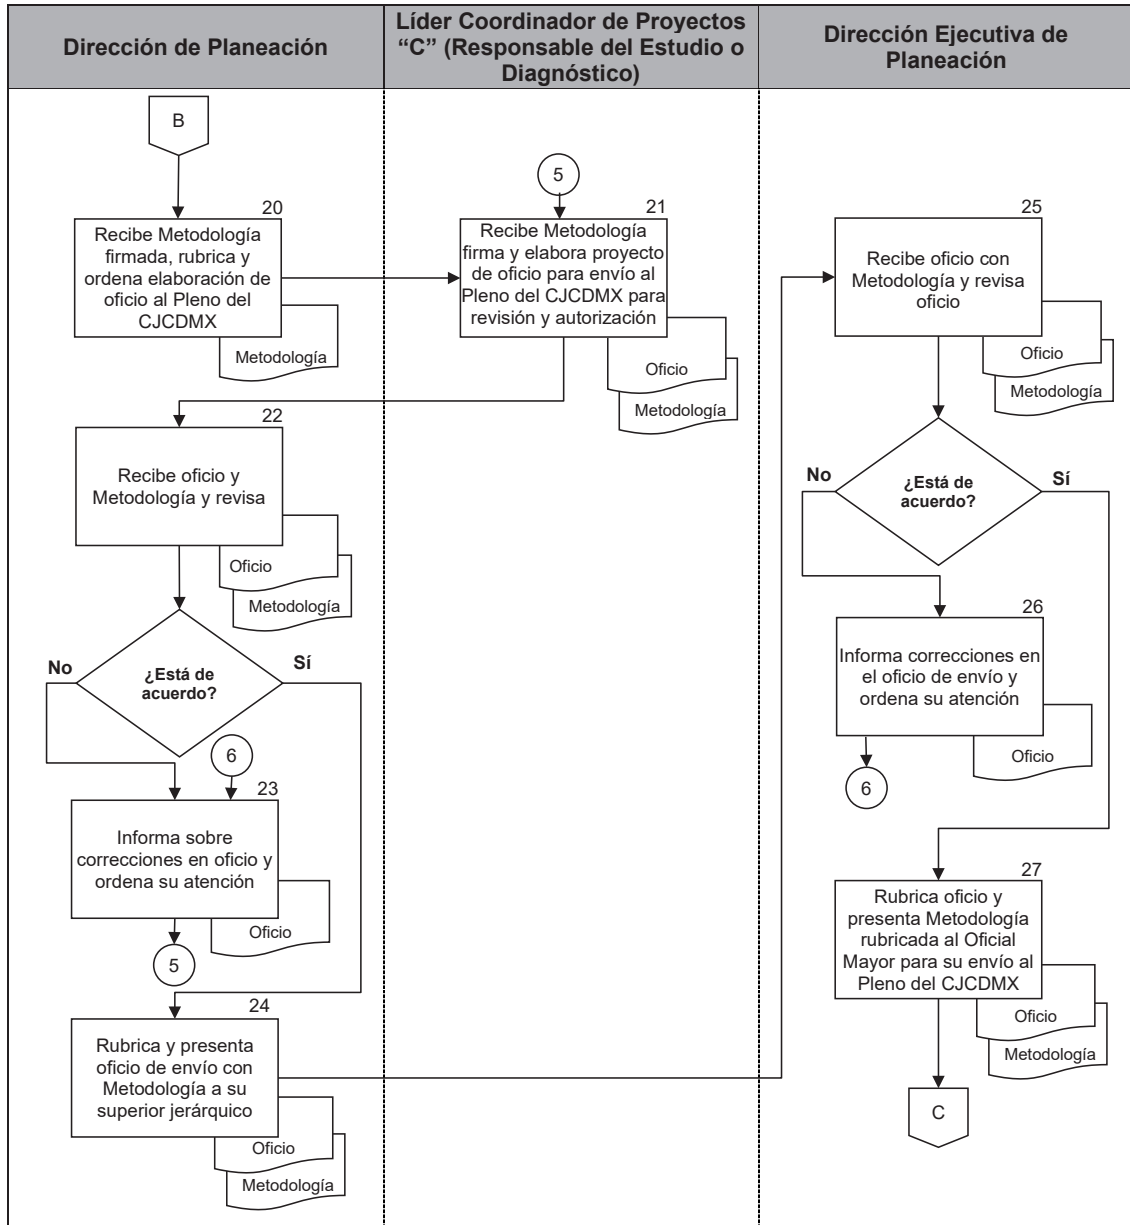 Dirección de Planeación
Líder Coordinador de Proyectos
“C” (Responsable del Estudio o
Diagnóstico)
Dirección Ejecutiva de
Planeación
B
20
Recibe Metodología
firmada, rubrica y
ordena elaboración de
oficio al Pleno del
CJCDMX
Metodología
5
21
Recibe Metodología
firma y elabora proyecto
de oficio para envío al
Pleno del CJCDMX para
revisión y autorización
Oficio
Metodología
22
Recibe oficio y
Metodología y revisa
Oficio
Metodología
No
¿Está de
acuerdo?
Sí
6
23
Informa sobre
correcciones en oficio y
ordena su atención
Oficio
5
24
Rubrica y presenta
oficio de envío con
Metodología a su
superior jerárquico
Oficio
Metodología
25
Recibe oficio con
Metodología y revisa
oficio
Oficio
Metodología
No
¿Está de
acuerdo?
Sí
26
Informa correcciones en
el oficio de envío y
ordena su atención
Oficio
6
27
Rubrica oficio y
presenta Metodología
rubricada al Oficial
Mayor para su envío al
Pleno del CJCDMX
Oficio
Metodología
C